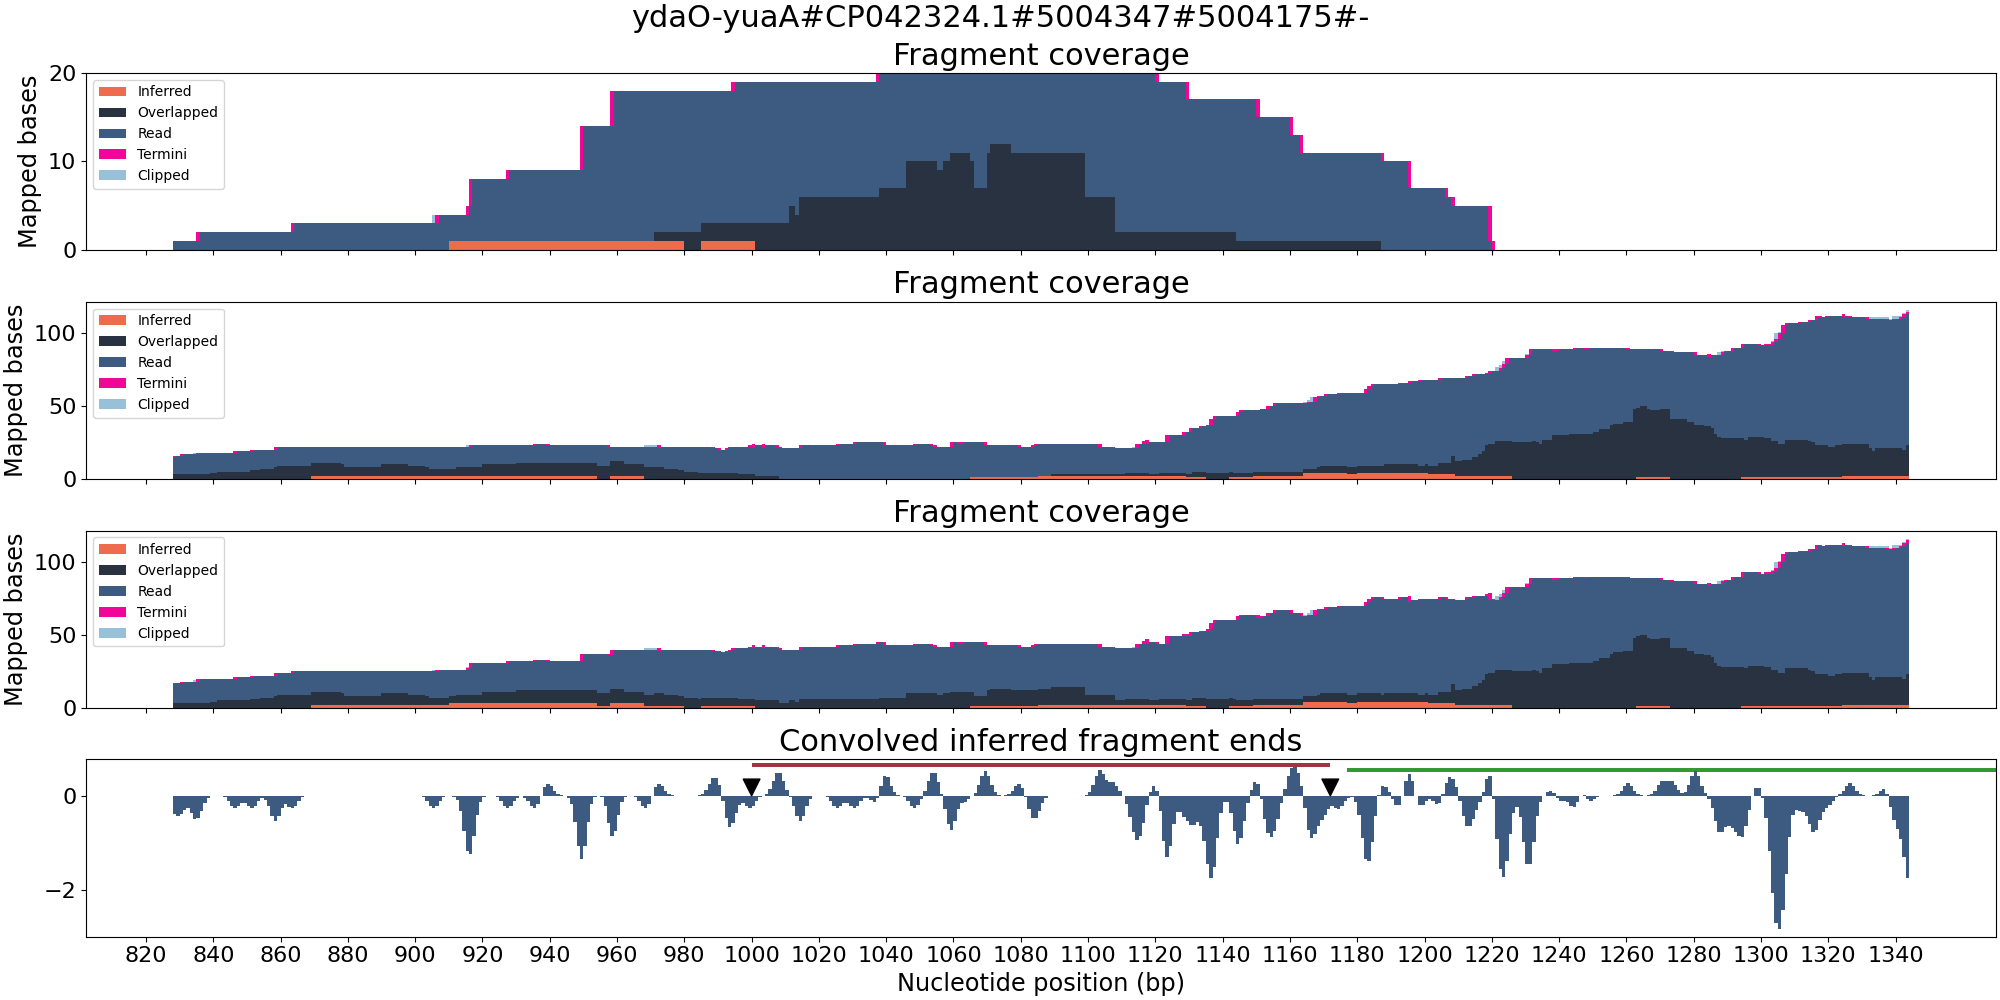 ydaO-yuaA#CP042324.1#5004347#5004175#-
Fragment coverage
Mapped bases
20
10
0
Inferred
Overlapped
Read
Termini
Clipped
Fragment coverage
Mapped bases
100
50
0
Inferred
Overlapped
Read
Termini
Clipped
Fragment coverage
Mapped bases
100
50
0
Inferred
Overlapped
Read
Termini
Clipped
Convolved inferred fragment ends
0
−2
820 840 860 880 900 920 940 960 980 1000 1020 1040 1060 1080 1100 1120 1140 1160 1180 1200 1220 1240 1260 1280 1300 1320 1340
Nucleotide position (bp)